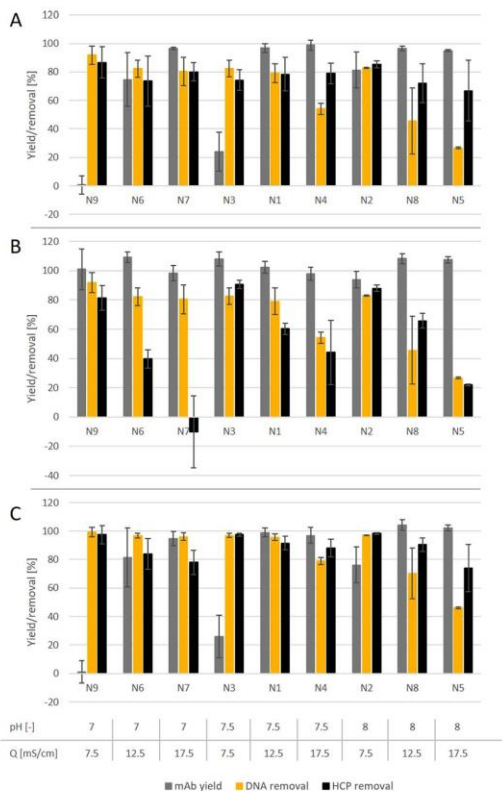 A
Yield/removal [%]
120
100
80
60
40
20
0
-20
N9 N6 N7 N3 N1 N4 N2 N8 N5
B
Yield/removal [%]
120
100
80
60
40
20
0
-20
-40
N9 N6 N7 N3 N1 N4 N2 N8 N5
C
Yield/removal [%]
120
100
80
60
40
20
0
-20
N9 N6 N7 N3 N1 N4 N2 N8 N5
pH [-] 7 7 7 7.5 7.5 7.5 8 8 8
Q [mS/cm] 7.5 12.5 17.5 7.5 12.5 17.5 7.5 12.5 17.5
mAb yield DNA removal HCP removal